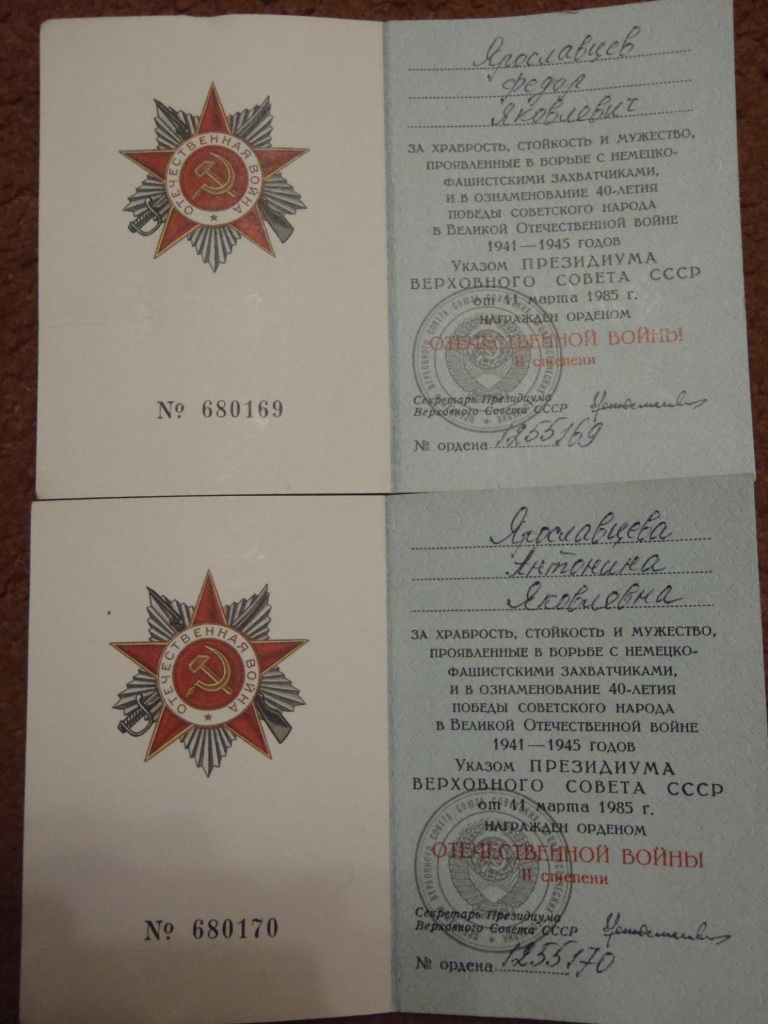 ОТЕЧЕСТВЕННАЯ ВОЙНА
№ 680169
Ярославцев
Федор
Яковлевич
ЗА ХРАБРОСТЬ, СТОЙКОСТЬ И МУЖЕСТВО,
ПРОЯВЛЕННЫЕ В БОРЬБЕ С НЕМЕЦКО-
ФАШИСТСКИМИ ЗАХВАТЧИКАМИ,
И В ОЗНАМЕНОВАНИЕ 40-ЛЕТИЯ
ПОБЕДЫ СОВЕТСКОГО НАРОДА
В ВЕЛИКОЙ ОТЕЧЕСТВЕННОЙ ВОЙНЕ
1941—1945 ГОДОВ
УКАЗОМ ПРЕЗИДИУМА
ВЕРХОВНОГО СОВЕТА СССР
от 11 марта 1985 г.
НАГРАЖДЕН ОРДЕНОМ
ОТЕЧЕСТВЕННОЙ ВОЙНЫ
II степени
Секретарь Президиума
Верховного Совета СССР
№ ордена 1255169
ОТЕЧЕСТВЕННАЯ ВОЙНА
№ 680170
Ярославцева
Антонина
Яковлевна
ЗА ХРАБРОСТЬ, СТОЙКОСТЬ И МУЖЕСТВО,
ПРОЯВЛЕННЫЕ В БОРЬБЕ С НЕМЕЦКО-
ФАШИСТСКИМИ ЗАХВАТЧИКАМИ,
И В ОЗНАМЕНОВАНИЕ 40-ЛЕТИЯ
ПОБЕДЫ СОВЕТСКОГО НАРОДА
В ВЕЛИКОЙ ОТЕЧЕСТВЕННОЙ ВОЙНЕ
1941—1945 ГОДОВ
УКАЗОМ ПРЕЗИДИУМА
ВЕРХОВНОГО СОВЕТА СССР
от 11 марта 1985 г.
НАГРАЖДЕН ОРДЕНОМ
ОТЕЧЕСТВЕННОЙ ВОЙНЫ
II степени
Секретарь Президиума
Верховного Совета СССР
№ ордена 1255170